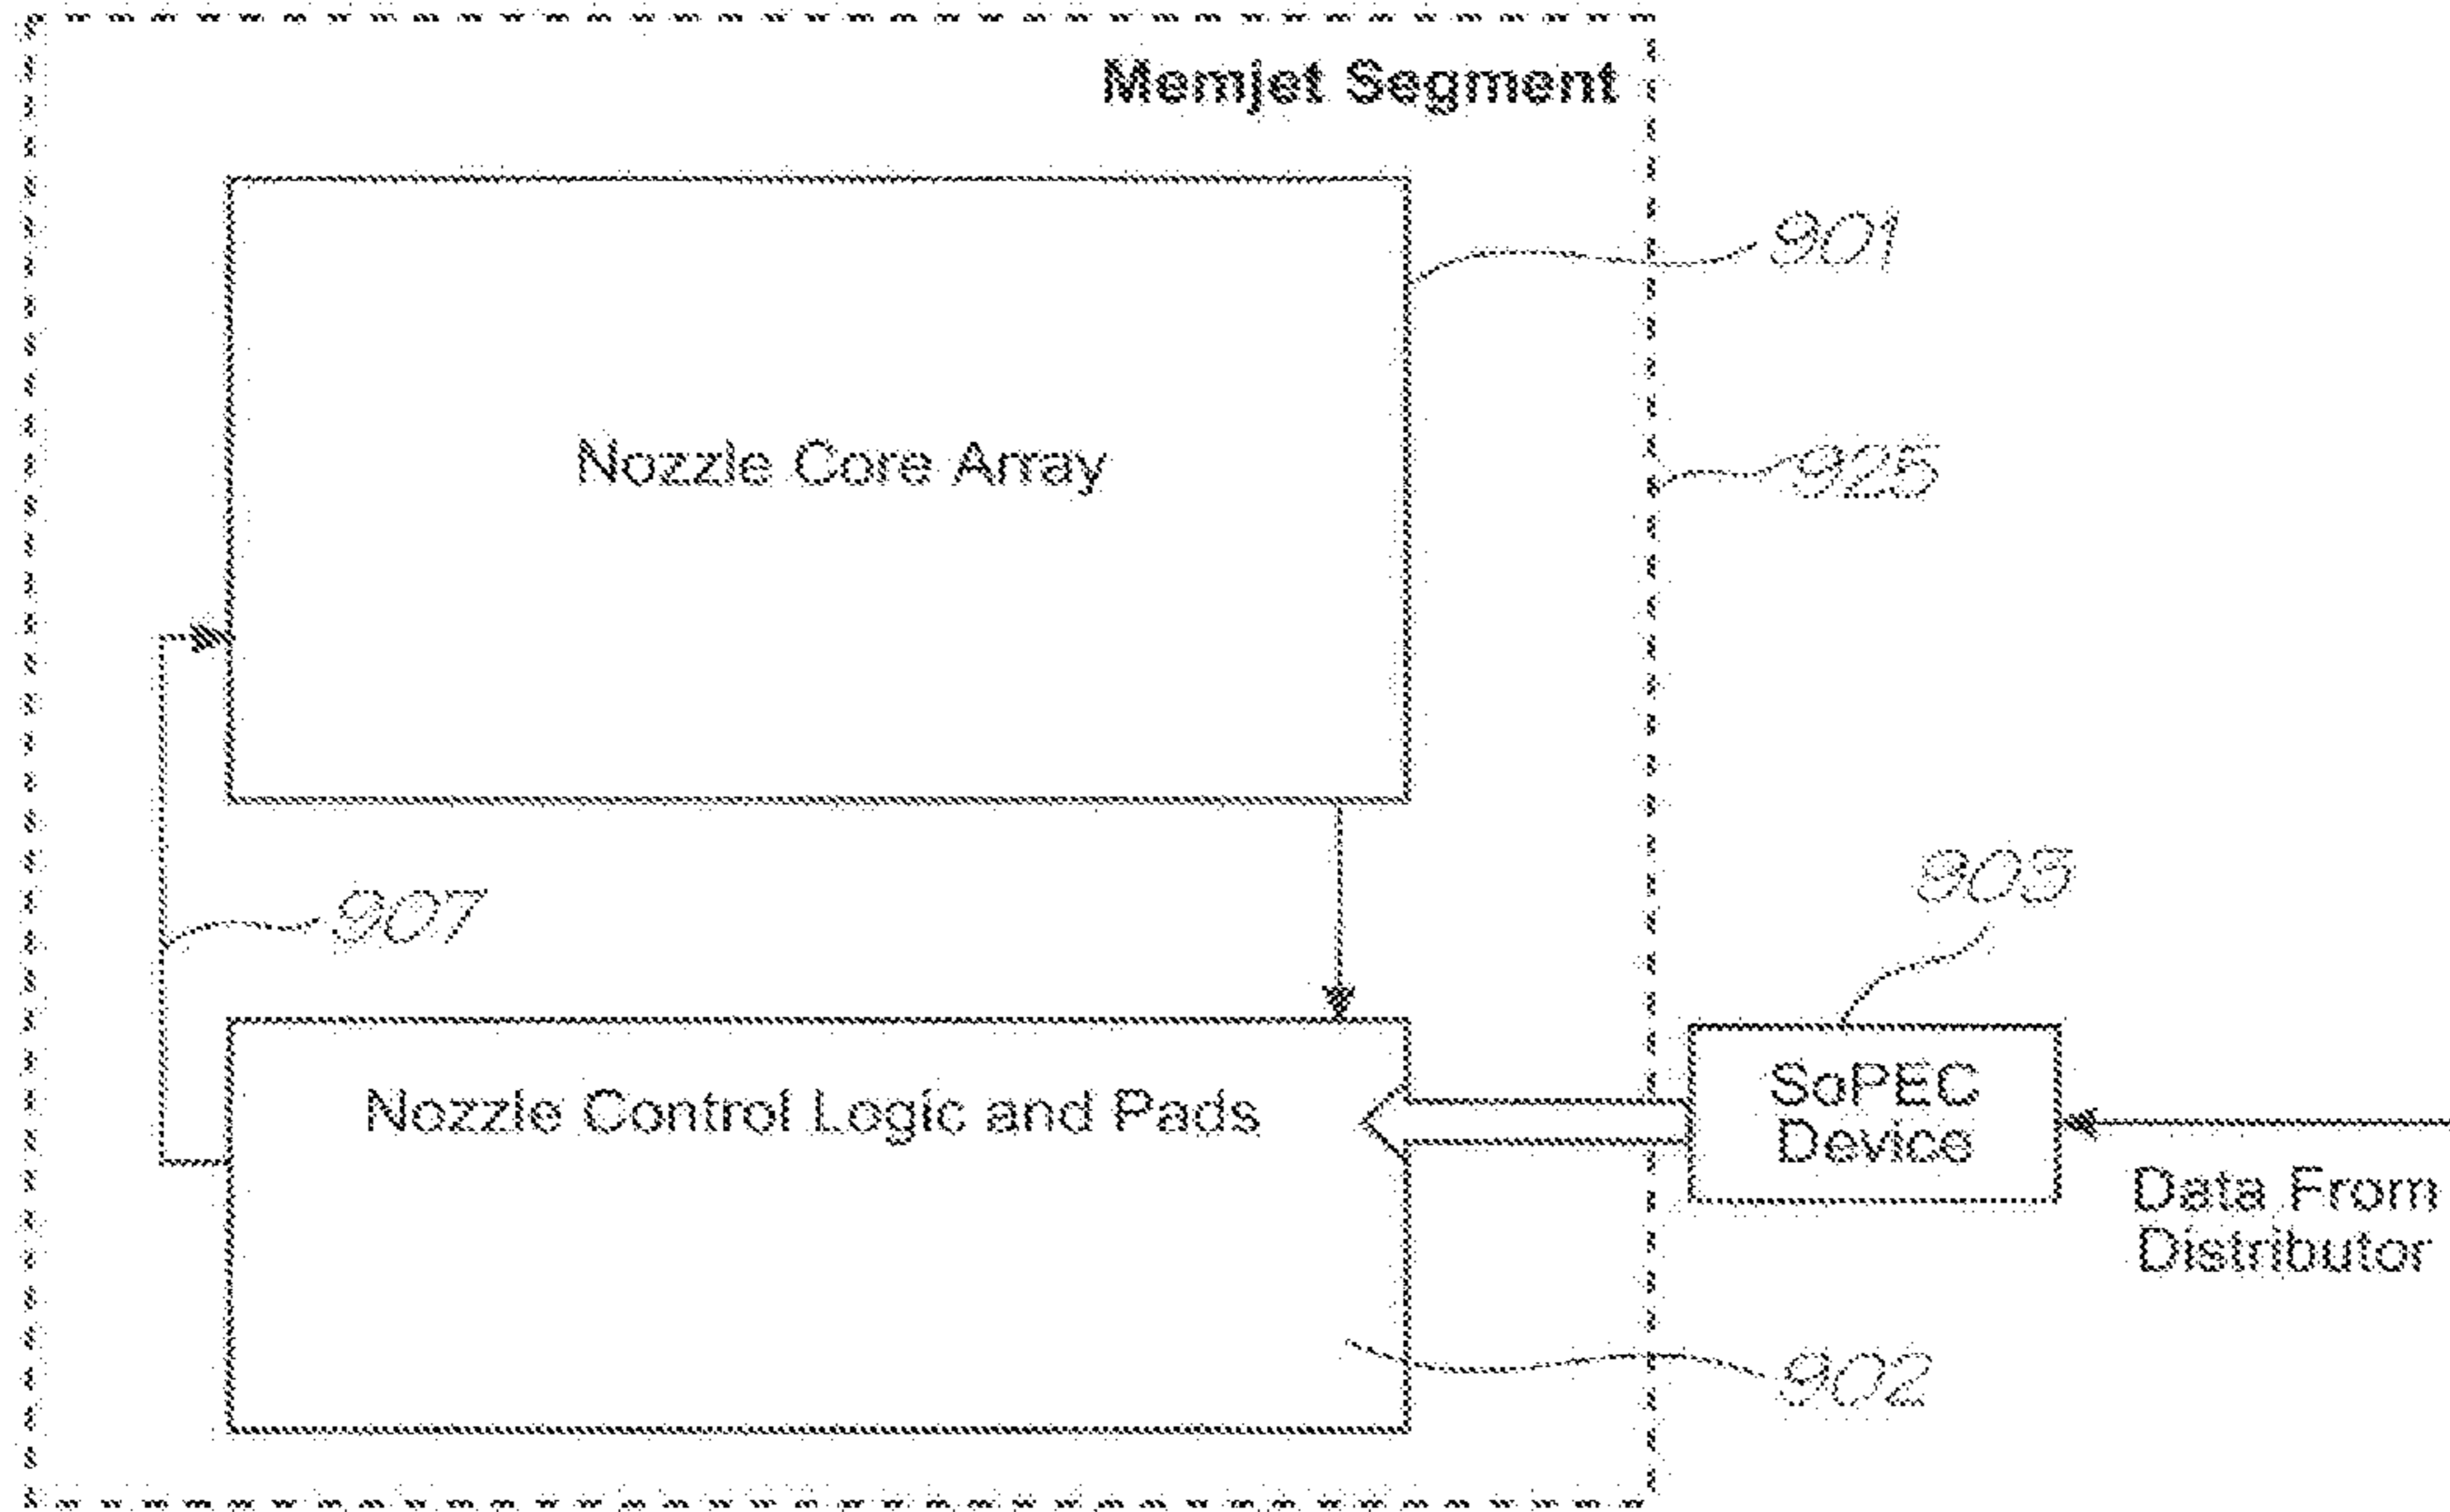 Memjet Segment
901
Nozzle Core Array
925
903
907
SoPEC
Device
Nozzle Control Logic and Pads
Data From
Distributor
902